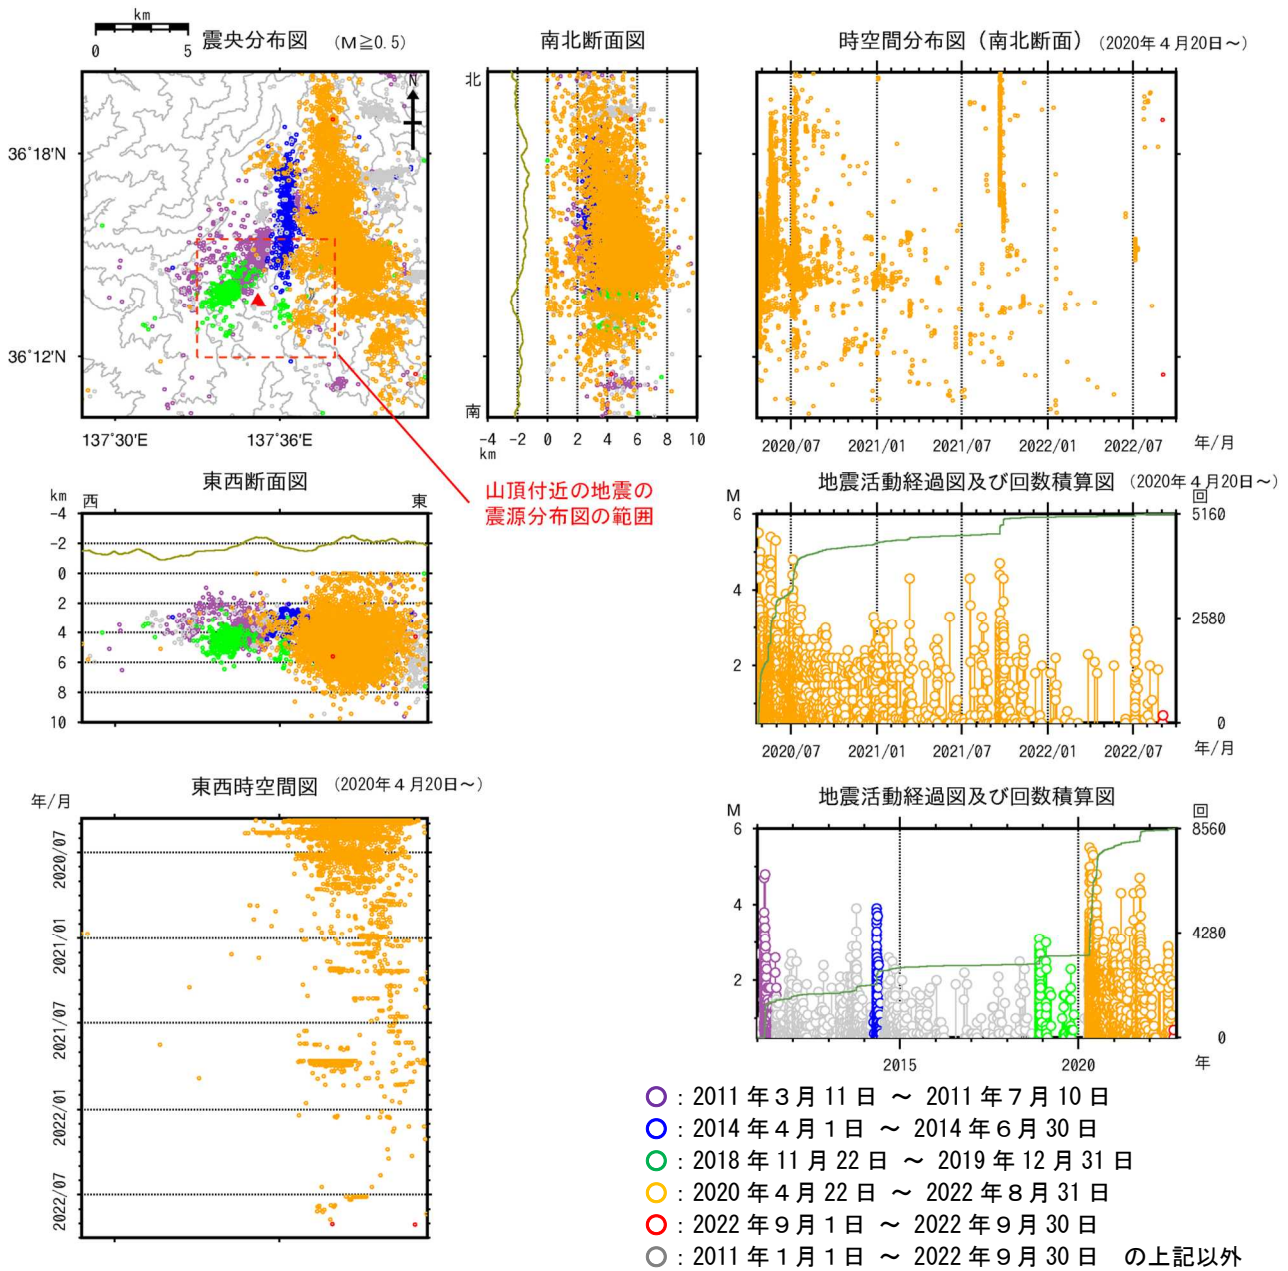 km
0 5
震央分布図 (M≧0.5)
N
36°18'N
36°12'N
137°30'E 137°36'E
南北断面図
北
南
-4 -2 0 2 4 6 8 10
km
時空間分布図(南北断面) (2020年4月20日～)
2020/07 2021/01 2021/07 2022/01 2022/07 年/月
山頂付近の地震の
震源分布図の範囲
東西断面図
km 西 東
-4
-2
0
2
4
6
8
10
地震活動経過図及び回数積算図 (2020年4月20日～)
M 回
6 5160
4
2580
2
0
2020/07 2021/01 2021/07 2022/01 2022/07 年/月
東西時空間図 (2020年4月20日～)
年/月
2020/07
2021/01
2021/07
2022/01
2022/07
地震活動経過図及び回数積算図
M 回
6 8560
4
4280
2
0
2015 2020 年
：2011年3月11日 ～ 2011年7月10日
：2014年4月1日 ～ 2014年6月30日
：2018年11月22日 ～ 2019年12月31日
：2020年4月22日 ～ 2022年8月31日
：2022年9月1日 ～ 2022年9月30日
：2011年1月1日 ～ 2022年9月30日 の上記以外